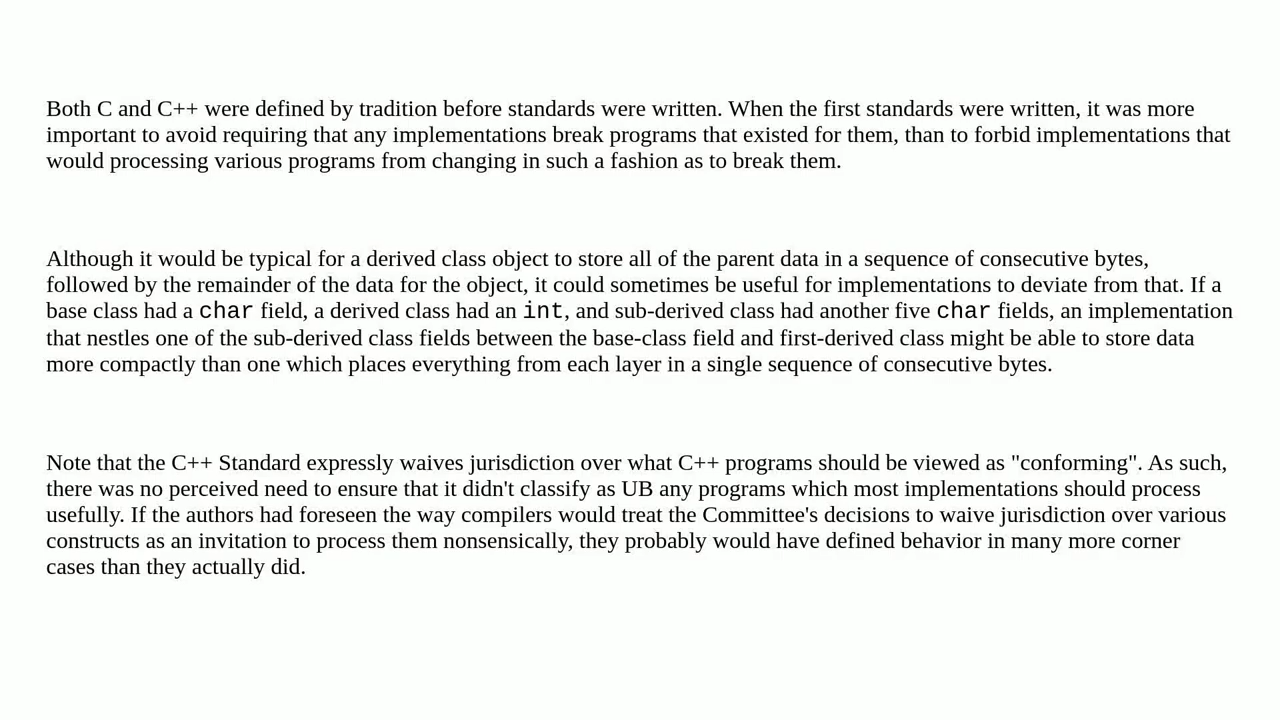 Both C and C++ were defined by tradition before standards were written. When the first standards were written, it was more
important to avoid requiring that any implementations break programs that existed for them, than to forbid implementations that
would processing various programs from changing in such a fashion as to break them.
Although it would be typical for a derived class object to store all of the parent data in a sequence of consecutive bytes,
followed by the remainder of the data for the object, it could sometimes be useful for implementations to deviate from that. If a
base class had a char field, a derived class had an int, and sub-derived class had another five char fields, an implementation
that nestles one of the sub-derived class fields between the base-class field and first-derived class might be able to store data
more compactly than one which places everything from each layer in a single sequence of consecutive bytes.
Note that the C++ Standard expressly waives jurisdiction over what C++ programs should be viewed as "conforming". As such,
there was no perceived need to ensure that it didn't classify as UB any programs which most implementations should process
usefully. If the authors had foreseen the way compilers would treat the Committee's decisions to waive jurisdiction over various
constructs as an invitation to process them nonsensically, they probably would have defined behavior in many more corner
cases than they actually did.